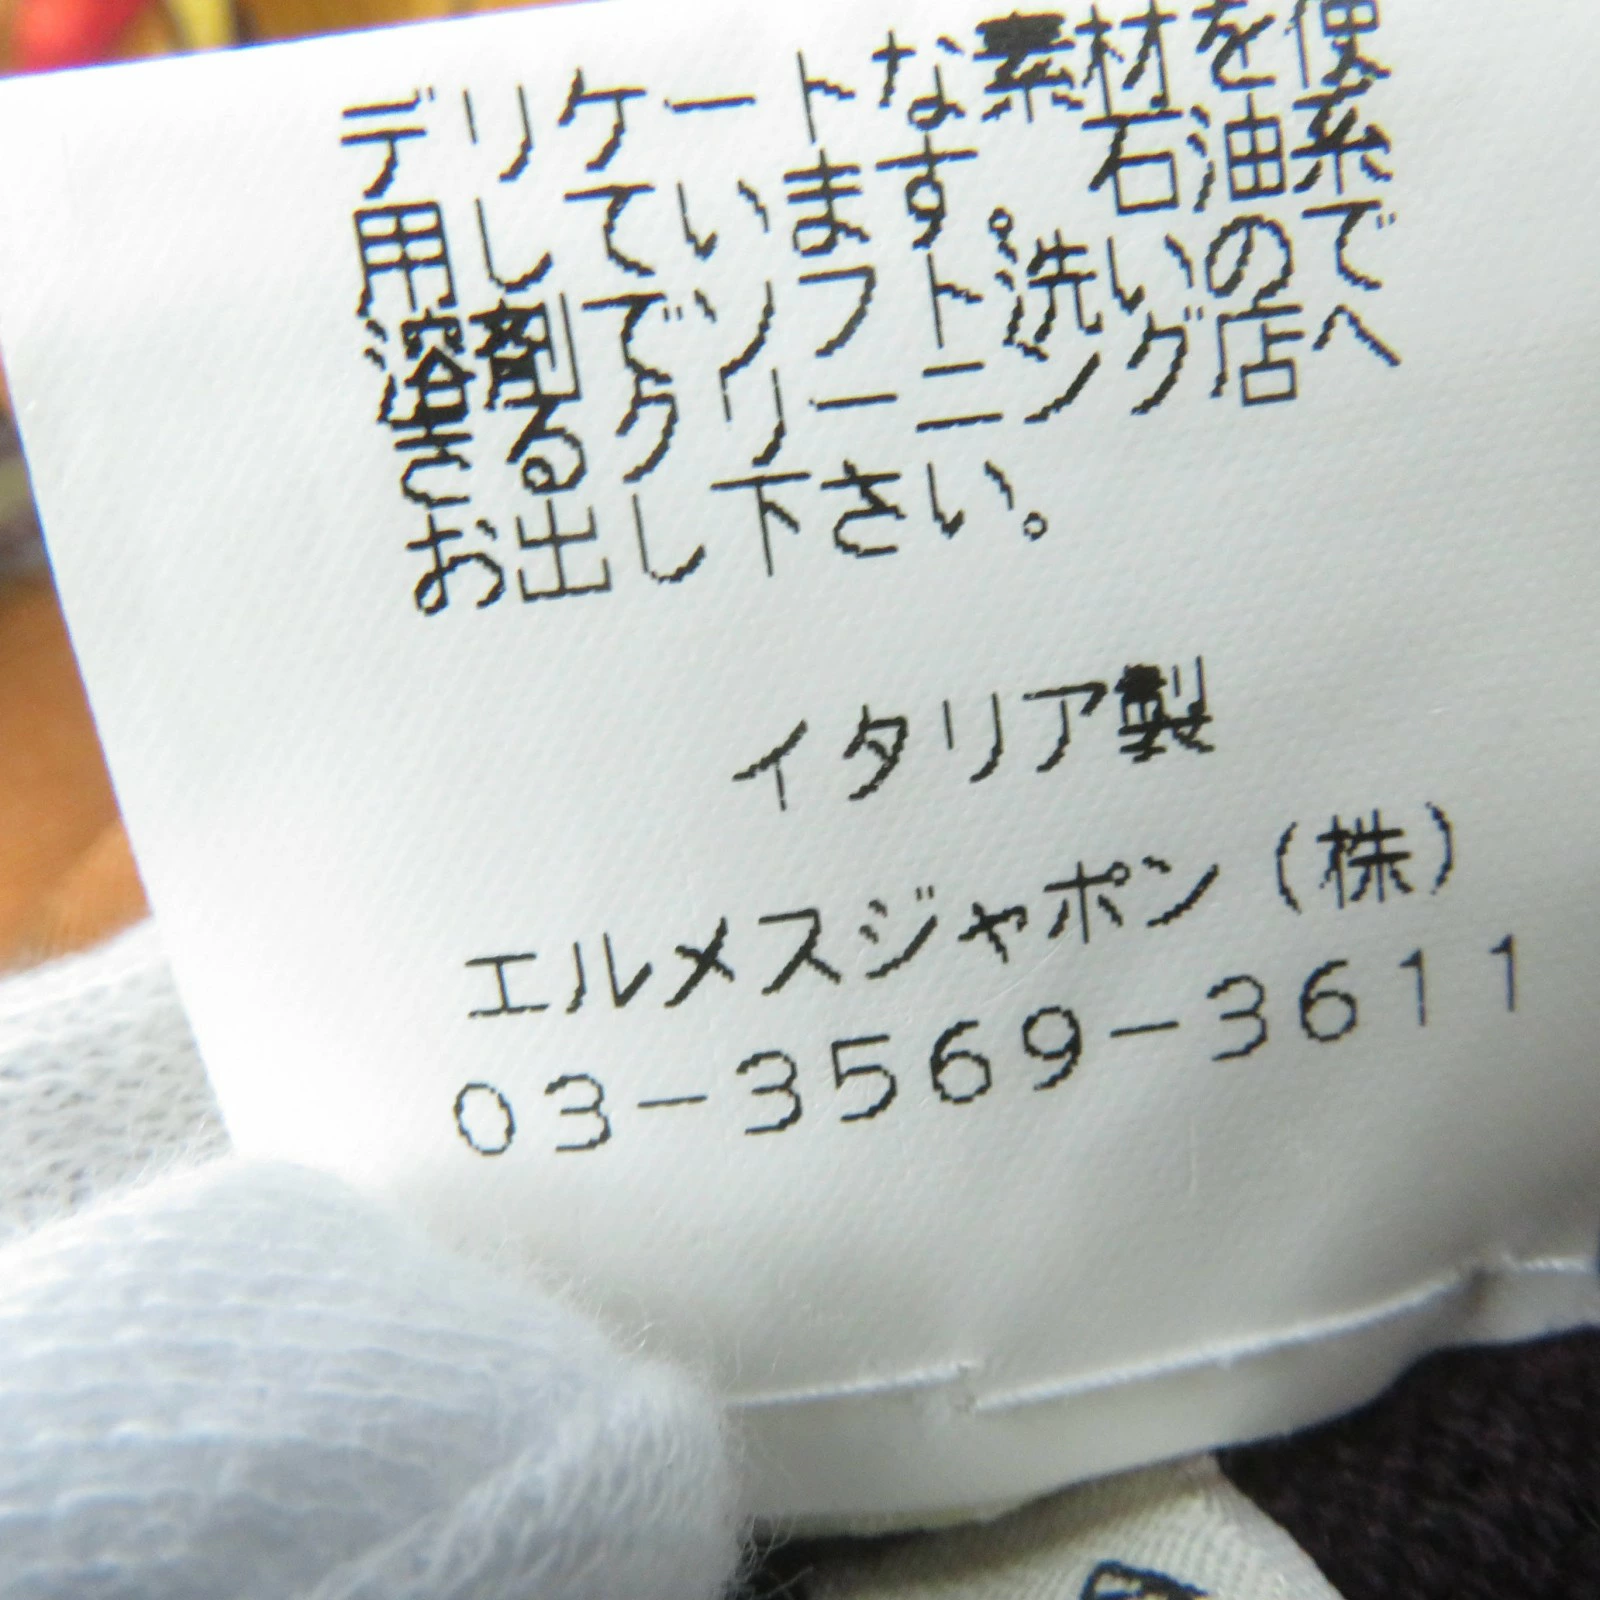 デリケートな素材を使
用しています。石油系
溶剤でソフト洗いので
きるクリーニング店へ
お出し下さい。
イタリア製
エルメスジャポン（株）
03-3569-3611